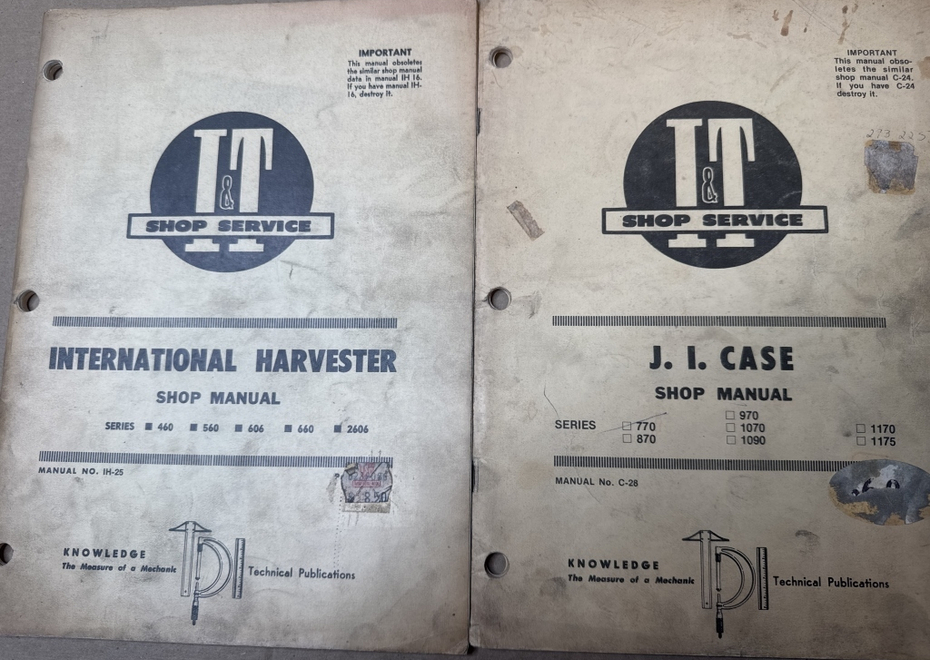 IMPORTANT
This manual obsoletes
the similar shop manual
data in manual IH 16.
If you have manual IH-
16, destroy it.
I&T
SHOP SERVICE
INTERNATIONAL HARVESTER
SHOP MANUAL
SERIES ■ 460 ■ 560 ■ 606 ■ 660 ■ 2606
MANUAL NO. IH-25
8.50
KNOWLEDGE
The Measure of a Mechanic
TPI
Technical Publications
IMPORTANT
This manual obso-
letes the similar
shop manual C-24.
If you have C-24
destroy it.
I&T
SHOP SERVICE
J. I. CASE
SHOP MANUAL
SERIES
□ 770
□ 870
□ 970
□ 1070
□ 1090
□ 1170
□ 1175
MANUAL No. C-28
KNOWLEDGE
The Measure of a Mechanic
TPI
Technical Publications